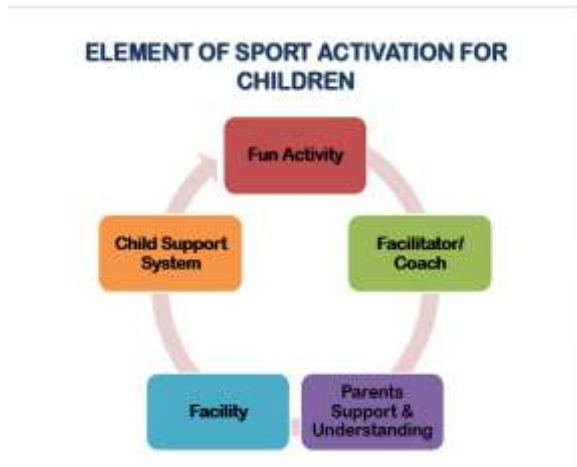 ELEMENT OF SPORT ACTIVATION FOR
CHILDREN
Fun Activity
Facilitator/
Coach
Parents
Support &
Understanding
Facility
Child Support
System